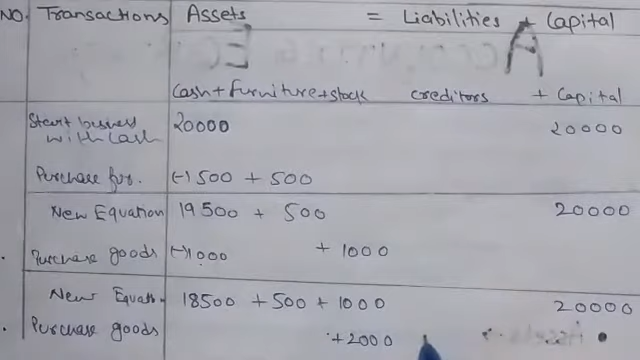 NO. Transactions Assets = Liabilities + Capital
Cash + furniture + stock creditors + Capital
Start business with Cash 20000 20000
Purchase fur. (-) 500 + 500
New Equation 19500 + 500 20000
Purchase goods (-) 1000 + 1000
New Equati. 18500 + 500 + 1000 20000
Purchase goods + 2000